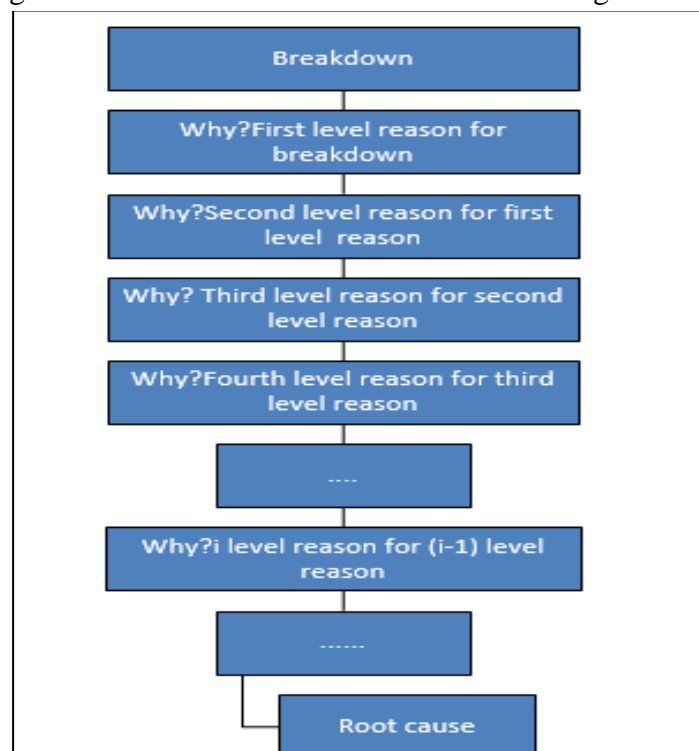 Breakdown
Why?First level reason for
breakdown
Why?Second level reason for first
level reason
Why? Third level reason for second
level reason
Why?Fourth level reason for third
level reason
----
Why?i level reason for (i-1) level
reason
------
Root cause